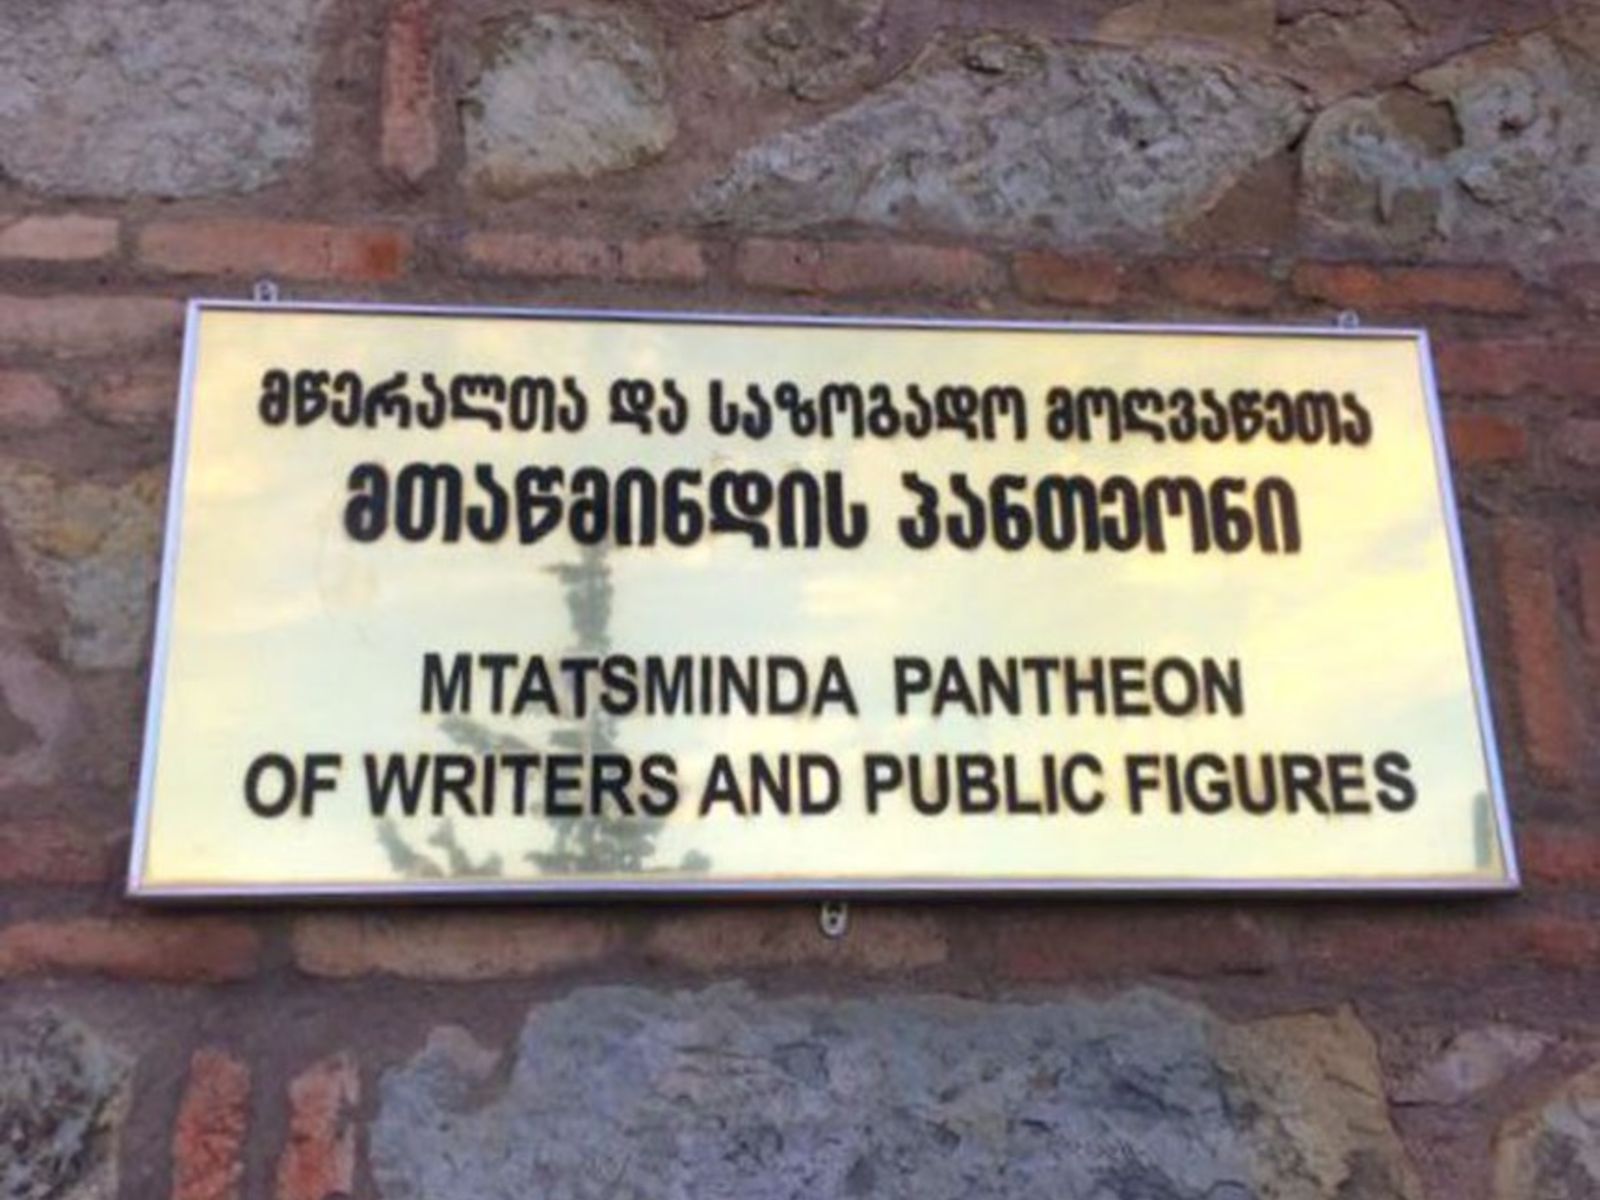 მწერალთა და საზოგადო მოღვაწეთა
მთაწმინდის პანთეონი
MTATSMINDA PANTHEON
OF WRITERS AND PUBLIC FIGURES